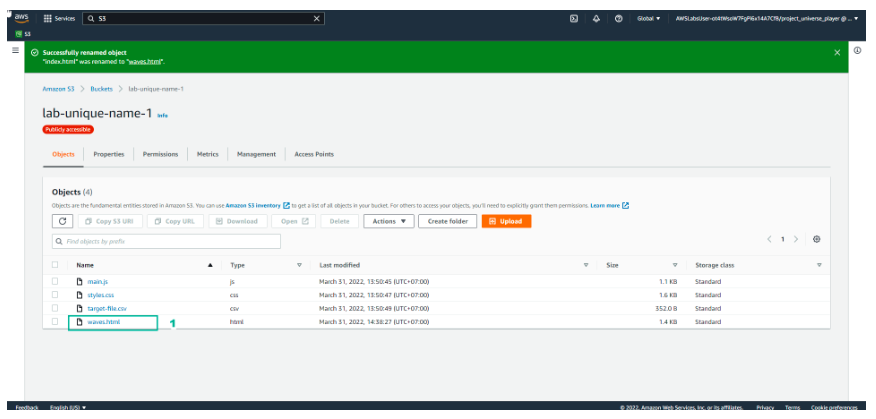 aws
Services
S3
Global ▼
S3
Successfully renamed object
"index.html" was renamed to "waves.html".
Amazon S3 > Buckets > lab-unique-name-1
lab-unique-name-1 Info
Publicly accessible
Objects Properties Permissions Metrics Management Access Points
Objects (4)
Objects are the fundamental entities stored in Amazon S3. You can use Amazon S3 inventory to get a list of all objects in your bucket. For others to access your objects, you'll need to explicitly grant them permissions. Learn more
Copy S3 URI Copy URL Download Open Delete Actions ▼ Create folder Upload
Find objects by prefix
< 1 >
Name ▲ Type Last modified Size Storage class
main.js js March 31, 2022, 13:50:45 (UTC+07:00) 1.1 KB Standard
styles.css css March 31, 2022, 13:50:47 (UTC+07:00) 1.6 KB Standard
target-file.csv csv March 31, 2022, 13:50:49 (UTC+07:00) 352.0 B Standard
waves.html html March 31, 2022, 14:38:27 (UTC+07:00) 1.4 KB Standard
1
Feedback English (US) ▼ © 2022, Amazon Web Services, Inc. or its affiliates. Privacy Terms Cookie preferences